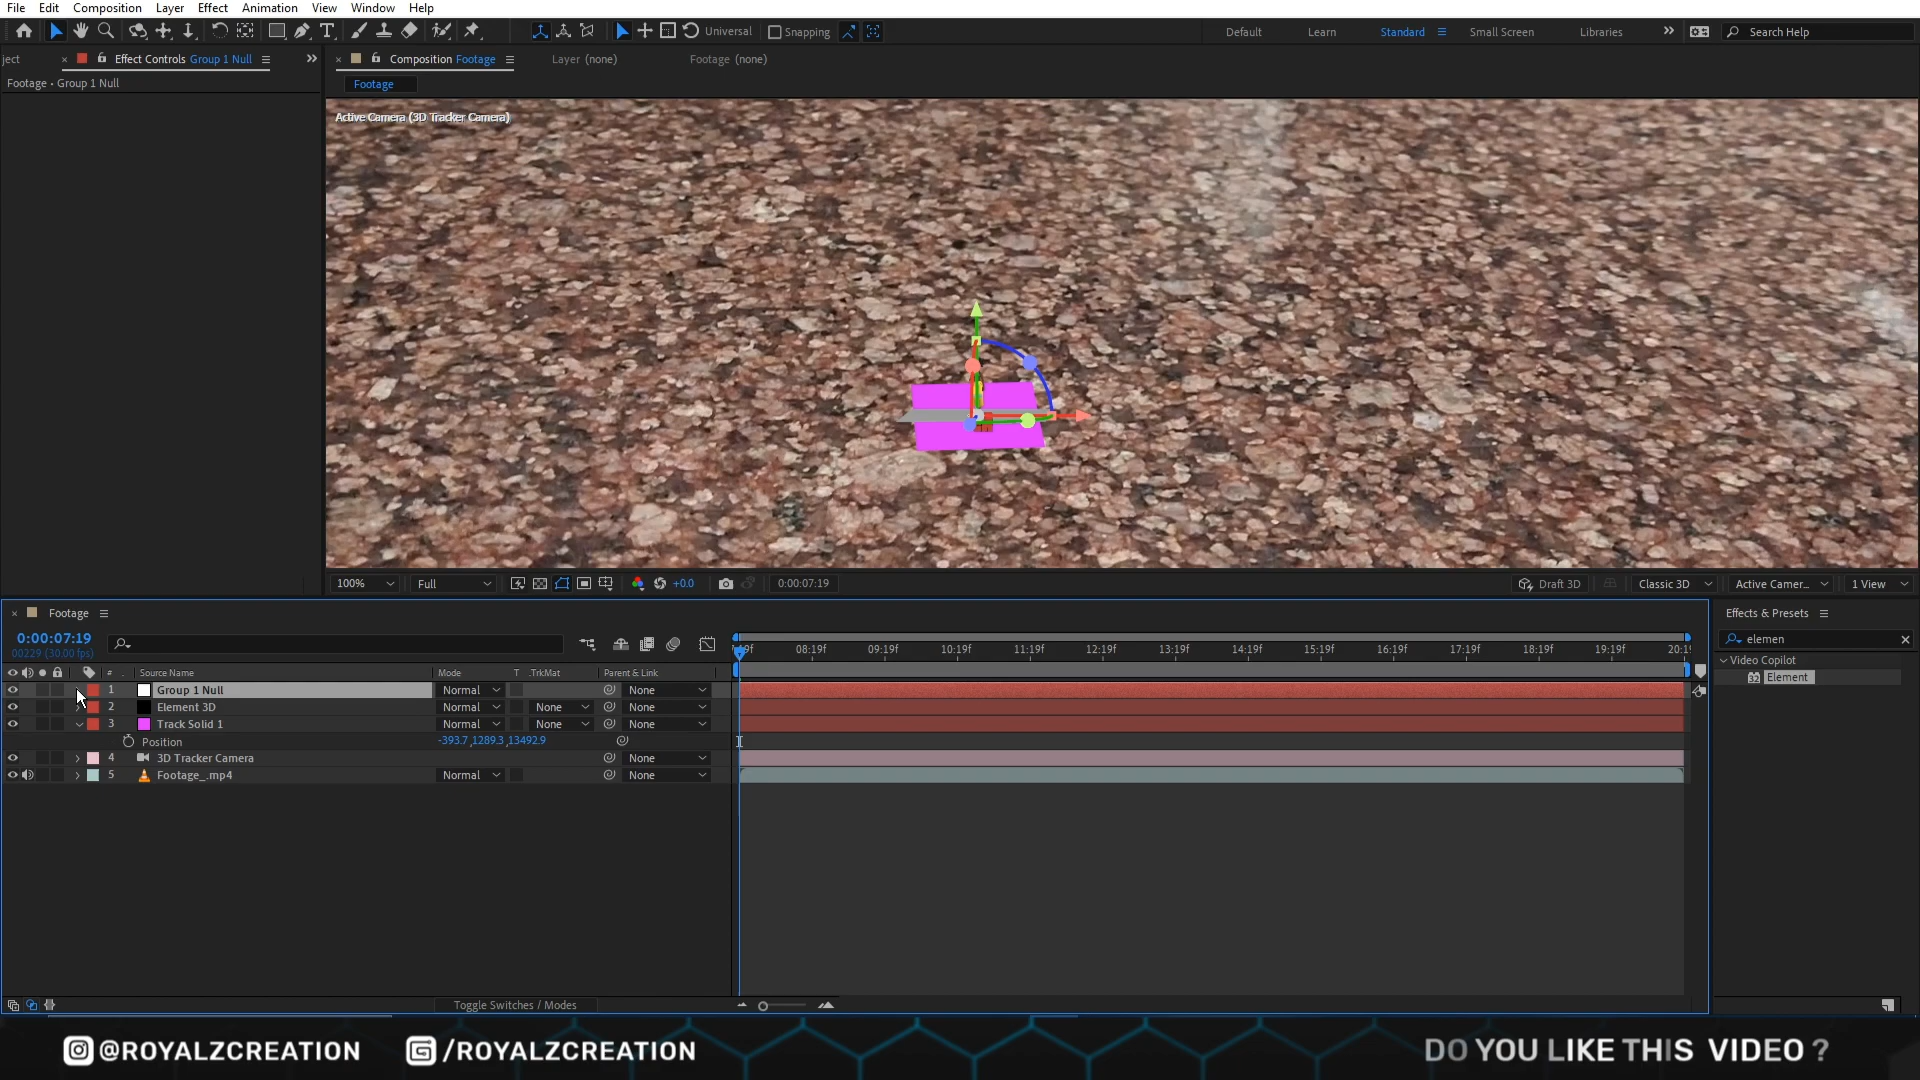 File Edit Composition Layer Effect Animation View Window Help
Universal Snapping Default Learn Standard Small Screen Libraries Search Help
ject Effect Controls Group 1 Null Composition Footage Layer (none) Footage (none)
Footage • Group 1 Null Footage
Active Camera (3D Tracker Camera)
100% Full +0.0 0:00:07:19 Draft 3D Classic 3D Active Camer... 1 View
Footage Effects & Presets
0:00:07:19 elemen
00229 (30.00 fps) 08:19f 09:19f 10:19f 11:19f 12:19f 13:19f 14:19f 15:19f 16:19f 17:19f 18:19f 19:19f
# Source Name Mode T .TrkMat Parent & Link Video Copilot
Element
1 Group 1 Null Normal None
2 Element 3D Normal None None
3 Track Solid 1 Normal None None
Position -393.7,1289.3,13492.9
4 3D Tracker Camera None
5 Footage_.mp4 Normal None
Toggle Switches / Modes
@ROYALZCREATION /ROYALZCREATION DO YOU LIKE THIS VIDEO ?